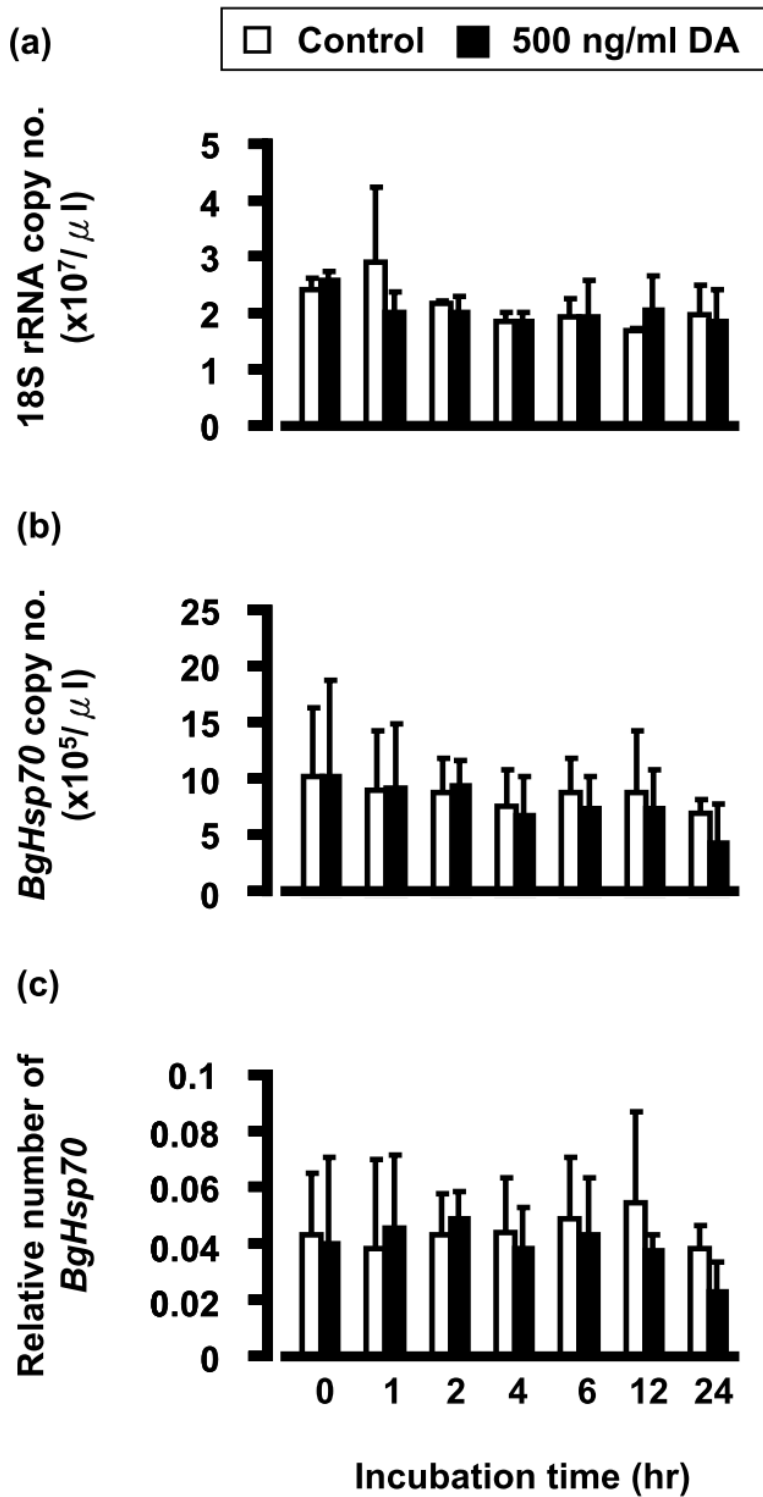 (a)
□ Control ■ 500 ng/ml DA
18S rRNA copy no.
(x10⁷/μl)
5
4
3
2
1
0
(b)
BgHsp70 copy no.
(x10⁵/μl)
25
20
15
10
5
0
(c)
Relative number of
BgHsp70
0.1
0.08
0.06
0.04
0.02
0
0 1 2 4 6 12 24
Incubation time (hr)